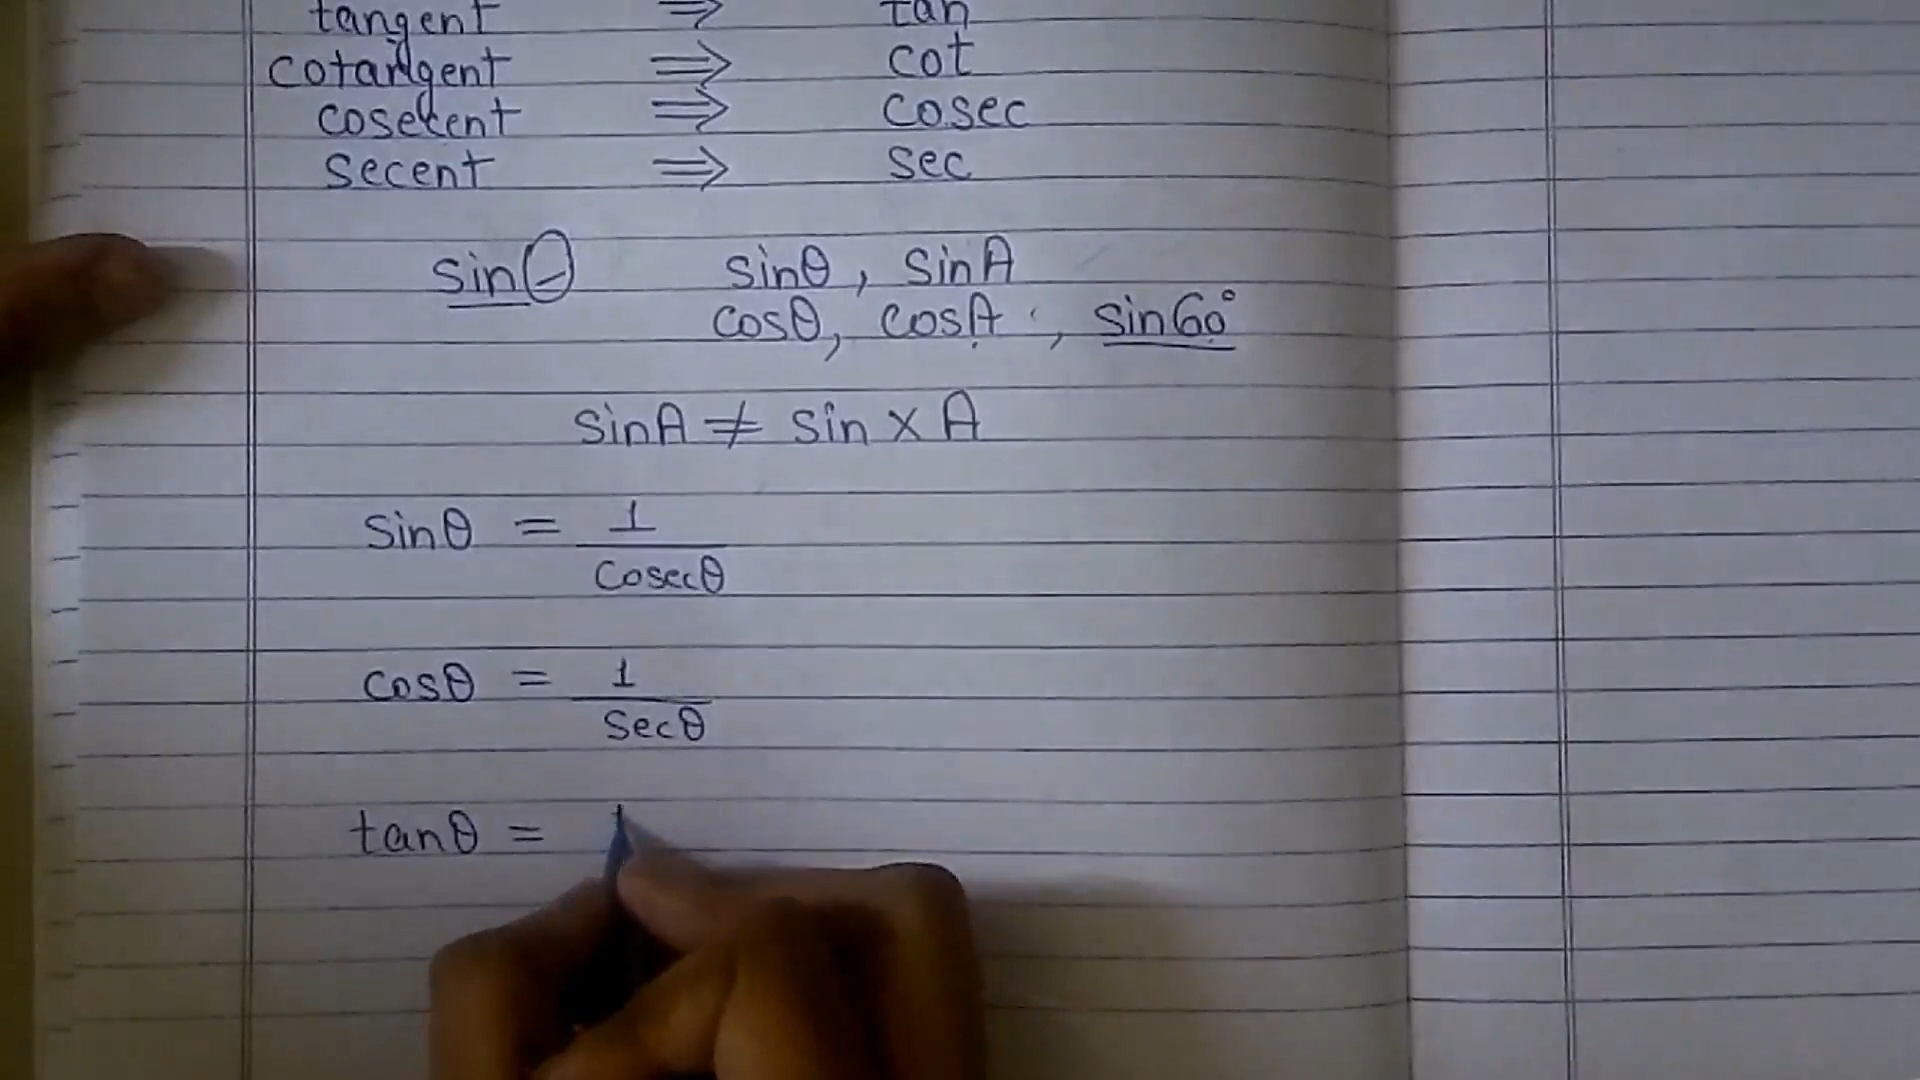 tangent ⇒ tan
cotangent ⇒ cot
cosecent ⇒ cosec
secent ⇒ sec
sinθ sinθ, sinA
cosθ, cosA, sin60°
sinA ≠ sin × A
sinθ = 1/cosecθ
cosθ = 1/secθ
tanθ = 1